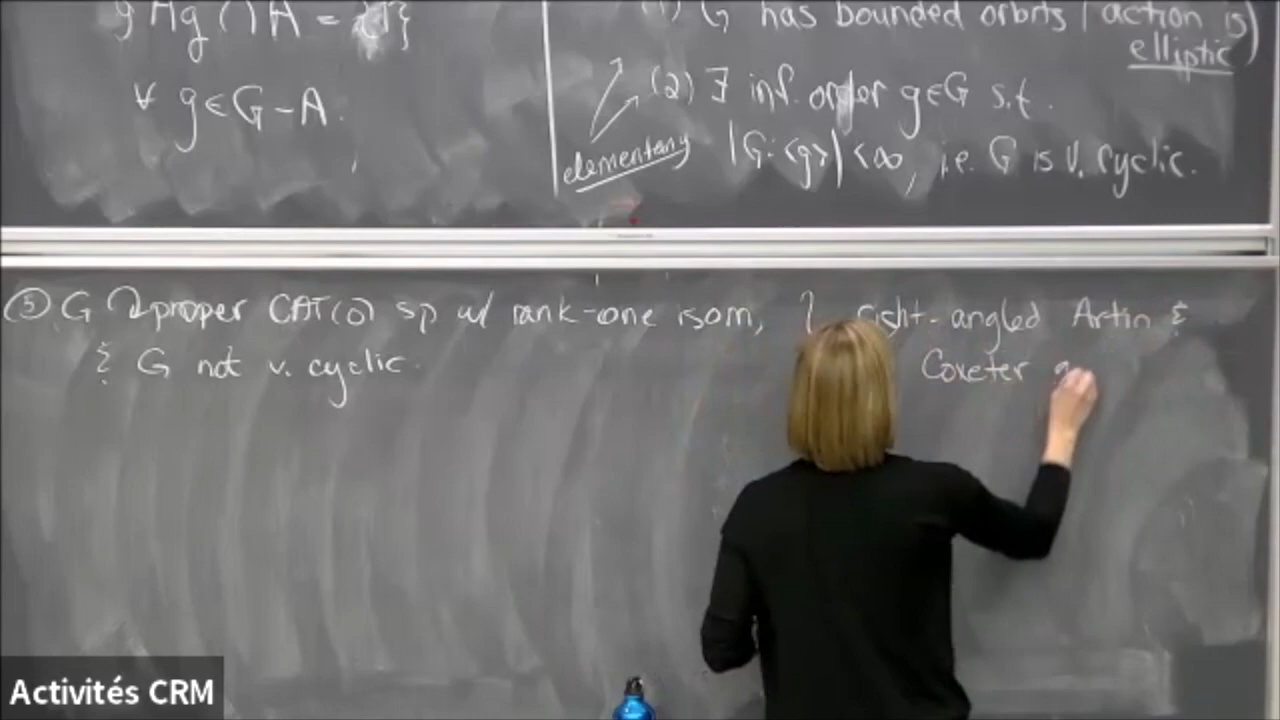 g Ag ∩ A = {1}
∀ g∈G-A.
(1) G has bounded orbits (action is elliptic)
(2) ∃ inf. order g∈G s.t.
|G:<g>| < ∞, i.e. G is v. cyclic.
elementary
⑤ G ↷ proper CAT(0) sp w/ rank-one isom,
& G not v. cyclic.
right-angled Artin &
Coxeter g
Activités CRM